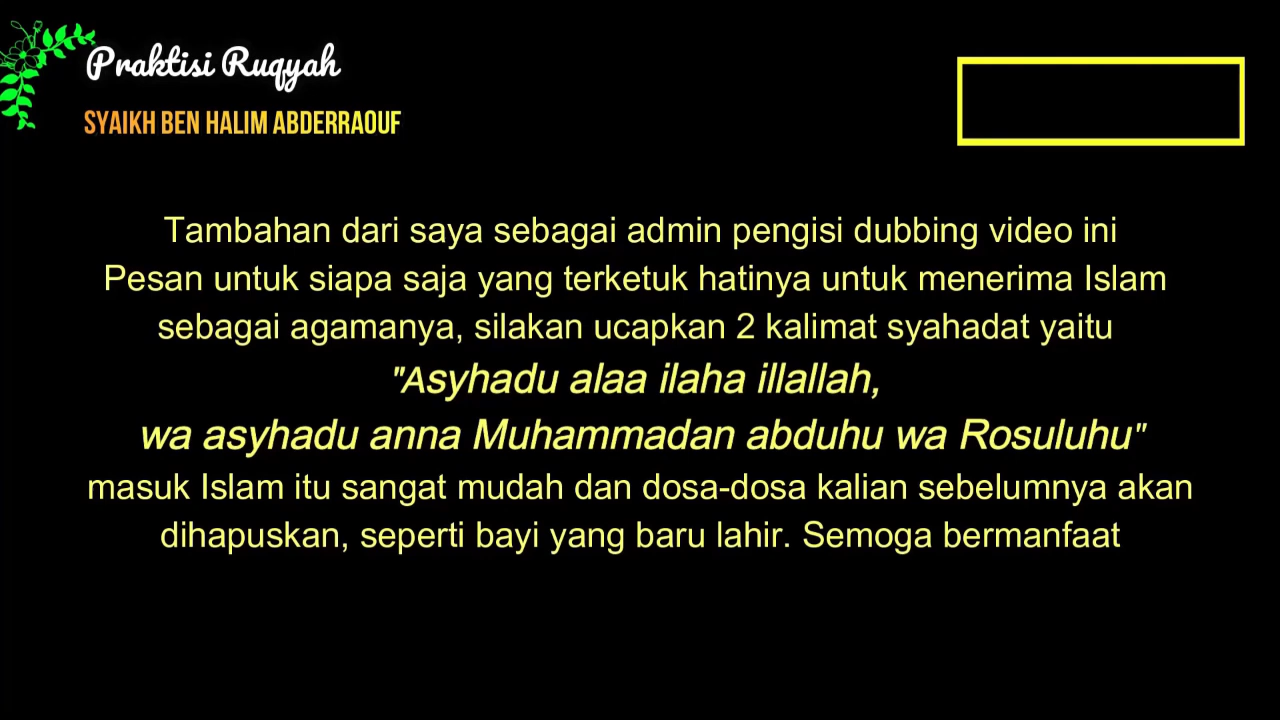 Praktisi Ruqyah
SYAIKH BEN HALIM ABDERRAOUF
Tambahan dari saya sebagai admin pengisi dubbing video ini
Pesan untuk siapa saja yang terketuk hatinya untuk menerima Islam
sebagai agamanya, silakan ucapkan 2 kalimat syahadat yaitu
"Asyhadu alaa ilaha illallah,
wa asyhadu anna Muhammadan abduhu wa Rosuluhu"
masuk Islam itu sangat mudah dan dosa-dosa kalian sebelumnya akan
dihapuskan, seperti bayi yang baru lahir. Semoga bermanfaat